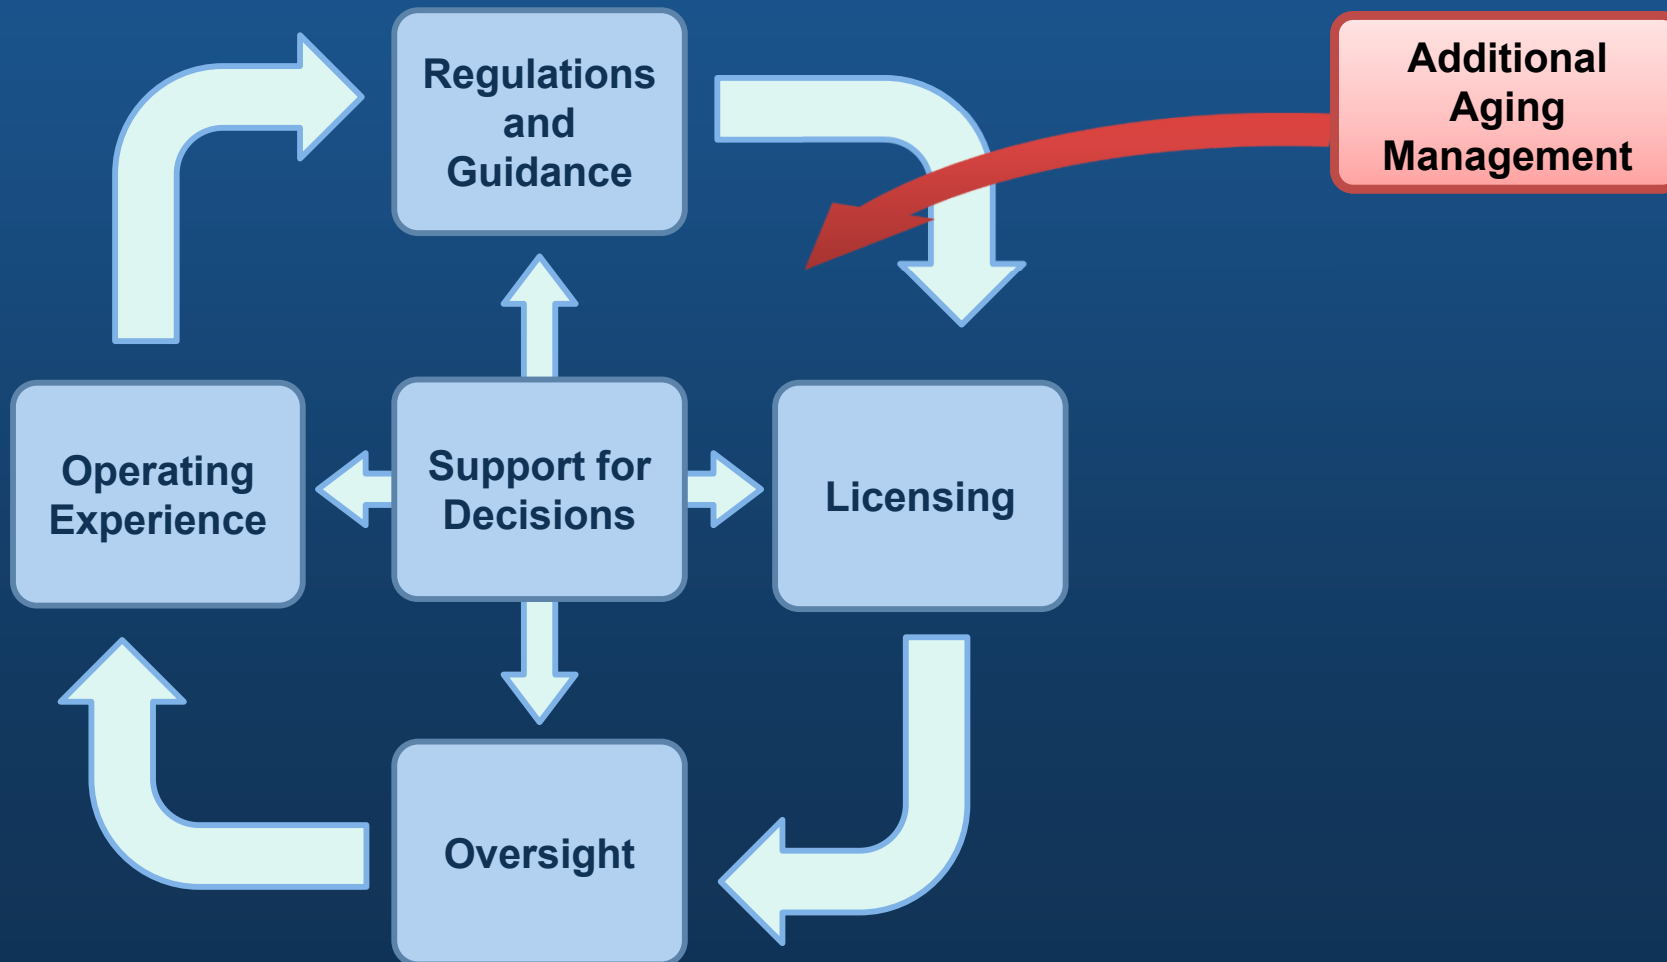 Regulations
and
Guidance
Additional
Aging
Management
Operating
Experience
Support for
Decisions
Licensing
Oversight